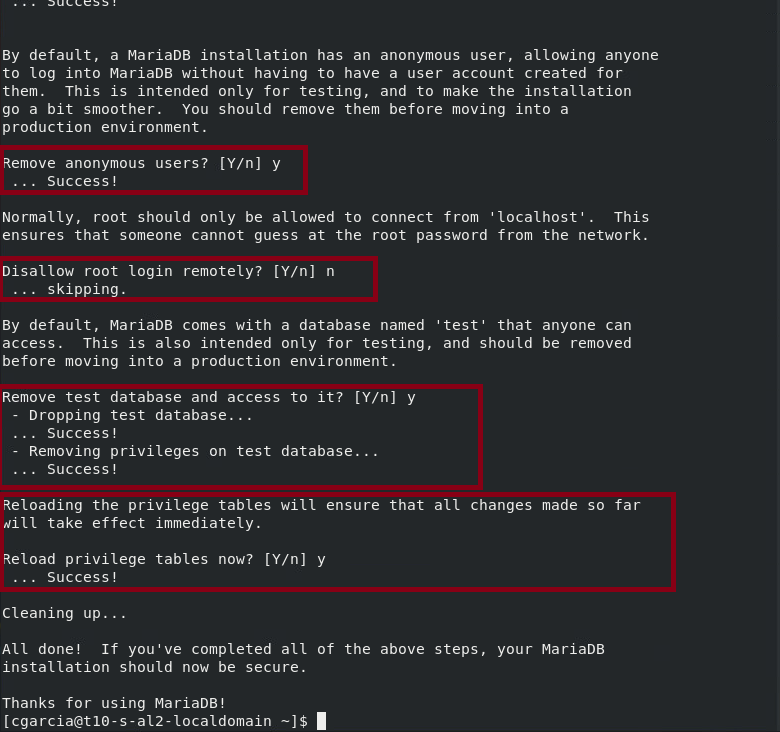 ... Success!
By default, a MariaDB installation has an anonymous user, allowing anyone
to log into MariaDB without having to have a user account created for
them.  This is intended only for testing, and to make the installation
go a bit smoother.  You should remove them before moving into a
production environment.
Remove anonymous users? [Y/n] y
 ... Success!
Normally, root should only be allowed to connect from 'localhost'.  This
ensures that someone cannot guess at the root password from the network.
Disallow root login remotely? [Y/n] n
 ... skipping.
By default, MariaDB comes with a database named 'test' that anyone can
access.  This is also intended only for testing, and should be removed
before moving into a production environment.
Remove test database and access to it? [Y/n] y
 - Dropping test database...
 ... Success!
 - Removing privileges on test database...
 ... Success!
Reloading the privilege tables will ensure that all changes made so far
will take effect immediately.
Reload privilege tables now? [Y/n] y
 ... Success!
Cleaning up...
All done!  If you've completed all of the above steps, your MariaDB
installation should now be secure.
Thanks for using MariaDB!
[cgarcia@t10-s-al2-localdomain ~]$